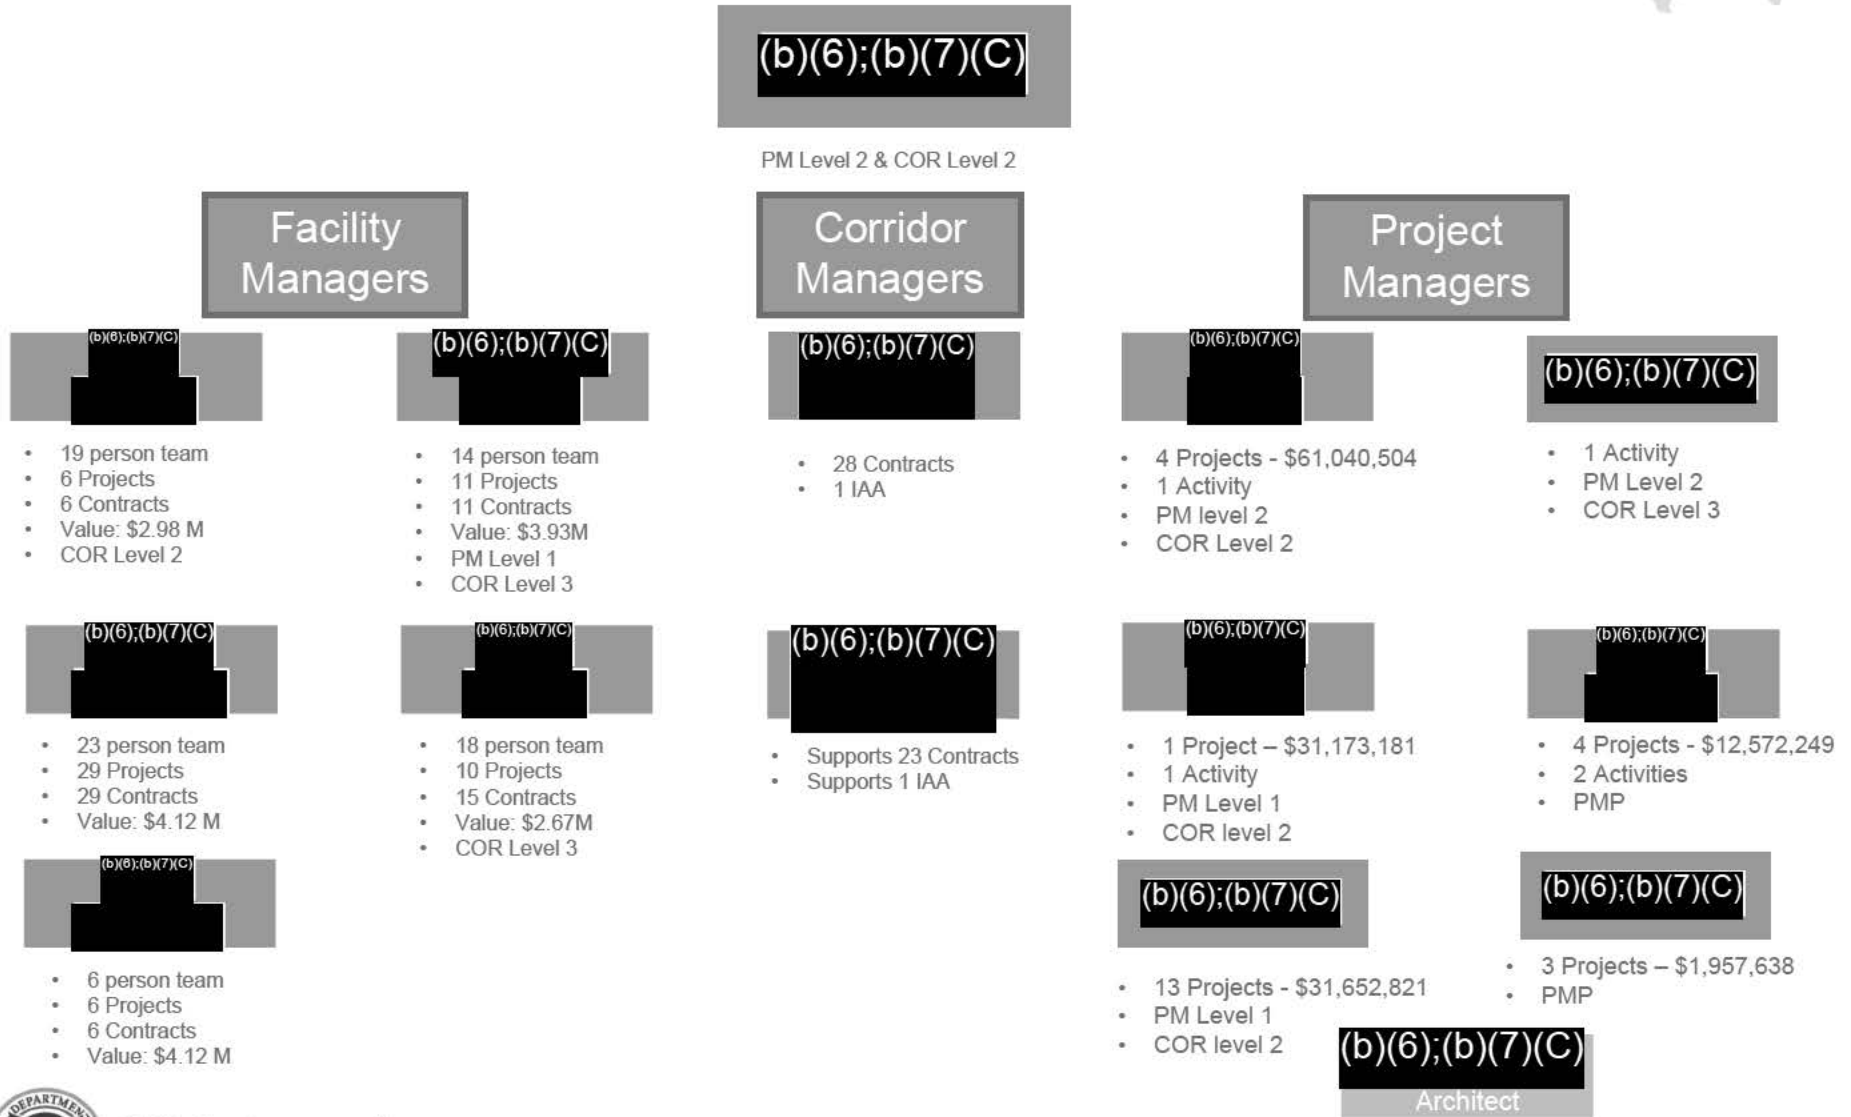 (b)(6);(b)(7)(C)
PM Level 2 & COR Level 2
Facility
Managers
(b)(6);(b)(7)(C)
• 19 person team
• 6 Projects
• 6 Contracts
• Value: $2.98 M
• COR Level 2
(b)(6);(b)(7)(C)
• 14 person team
• 11 Projects
• 11 Contracts
• Value: $3.93M
• PM Level 1
• COR Level 3
(b)(6);(b)(7)(C)
• 23 person team
• 29 Projects
• 29 Contracts
• Value: $4.12 M
(b)(6);(b)(7)(C)
• 18 person team
• 10 Projects
• 15 Contracts
• Value: $2.67M
• COR Level 3
(b)(6);(b)(7)(C)
• 6 person team
• 6 Projects
• 6 Contracts
• Value: $4.12 M
Corridor
Managers
(b)(6);(b)(7)(C)
• 28 Contracts
• 1 IAA
(b)(6);(b)(7)(C)
• Supports 23 Contracts
• Supports 1 IAA
Project
Managers
(b)(6);(b)(7)(C)
• 4 Projects - $61,040,504
• 1 Activity
• PM level 2
• COR Level 2
(b)(6);(b)(7)(C)
• 1 Activity
• PM Level 2
• COR Level 3
(b)(6);(b)(7)(C)
• 1 Project – $31,173,181
• 1 Activity
• PM Level 1
• COR level 2
(b)(6);(b)(7)(C)
• 4 Projects - $12,572,249
• 2 Activities
• PMP
(b)(6);(b)(7)(C)
• 13 Projects - $31,652,821
• PM Level 1
• COR level 2
(b)(6);(b)(7)(C)
• 3 Projects – $1,957,638
• PMP
(b)(6);(b)(7)(C)
Architect